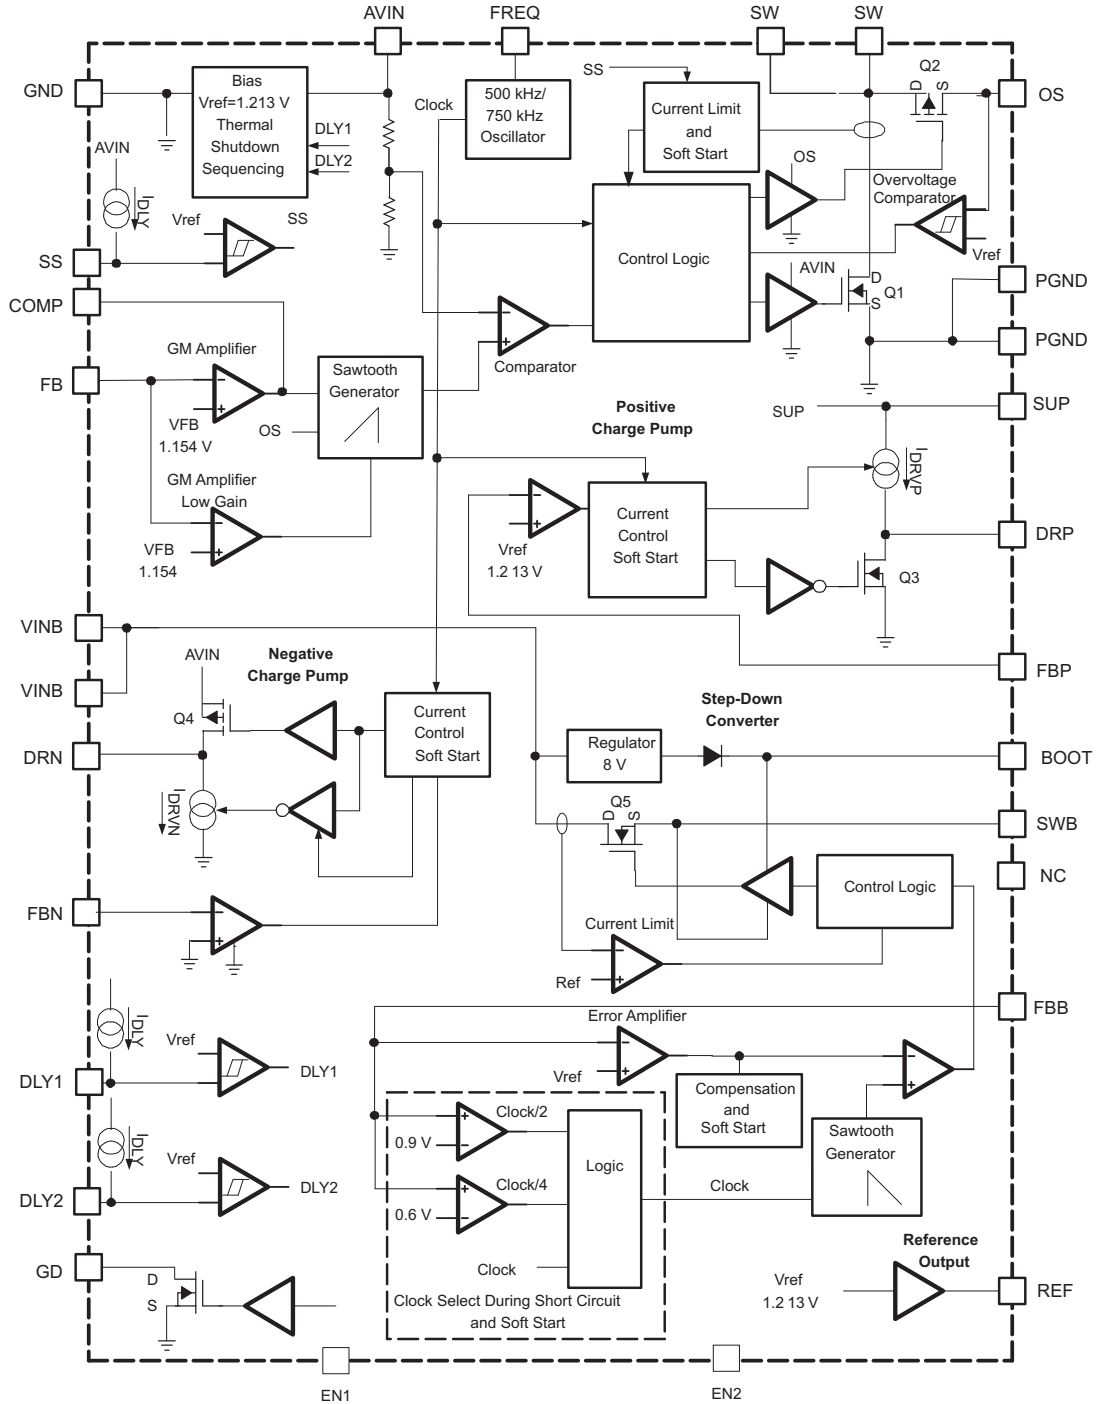 AVIN
FREQ
SW
SW
GND
Bias
Vref=1.213 V
Thermal
Shutdown
Sequencing
DLY1
DLY2
Clock
500 kHz/
750 kHz
Oscillator
SS
Current Limit
and
Soft Start
Q2
D
S
OS
AVIN
IDLY
Vref
SS
SS
OS
Overvoltage
Comparator
Vref
Control Logic
AVIN
D
Q1
S
PGND
PGND
COMP
GM Amplifier
FB
VFB
1.154 V
Sawtooth
Generator
OS
Comparator
GM Amplifier
Low Gain
VFB
1.154
Positive
Charge Pump
SUP
SUP
IDRVP
Vref
1.2 13 V
Current
Control
Soft Start
DRP
Q3
FBP
VINB
VINB
AVIN
Negative
Charge Pump
Q4
DRN
IDRVN
Current
Control
Soft Start
Step-Down
Converter
Regulator
8 V
BOOT
Q5
D
S
SWB
NC
Control Logic
FBN
Current Limit
Ref
FBB
Error Amplifier
Vref
Compensation
and
Soft Start
Sawtooth
Generator
IDLY
Vref
DLY1
DLY1
IDLY
Vref
DLY2
DLY2
Clock/2
0.9 V
Clock/4
0.6 V
Logic
Clock
Clock
Clock Select During Short Circuit
and Soft Start
GD
D
S
Reference
Output
Vref
1.2 13 V
REF
EN1
EN2